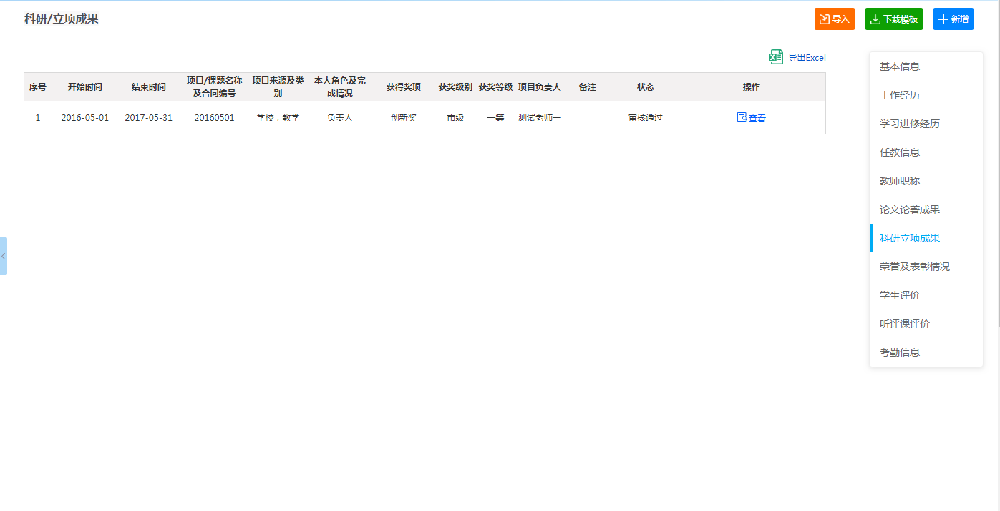 科研/立项成果
导入
下载模板
新增
导出Excel
序号 开始时间 结束时间 项目/课题名称及合同编号 项目来源及类别 本人角色及完成情况 获得奖项 获奖级别 获奖等级 项目负责人 备注 状态 操作
1 2016-05-01 2017-05-31 20160501 学校，教学 负责人 创新奖 市级 一等 测试老师一 审核通过 查看
基本信息
工作经历
学习进修经历
任教信息
教师职称
论文论著成果
科研立项成果
荣誉及表彰情况
学生评价
听评课评价
考勤信息